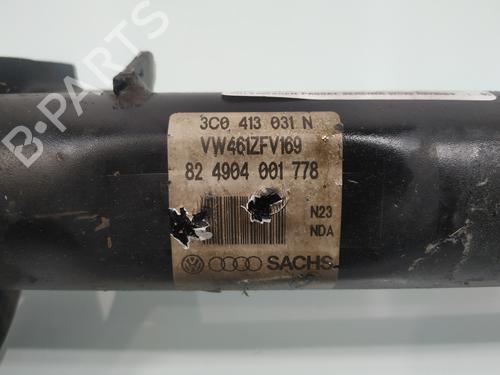 3C0 413 031 N
VW461ZFV169
82 4904 001 778
N23
NDA
SACHS
B-PARTS